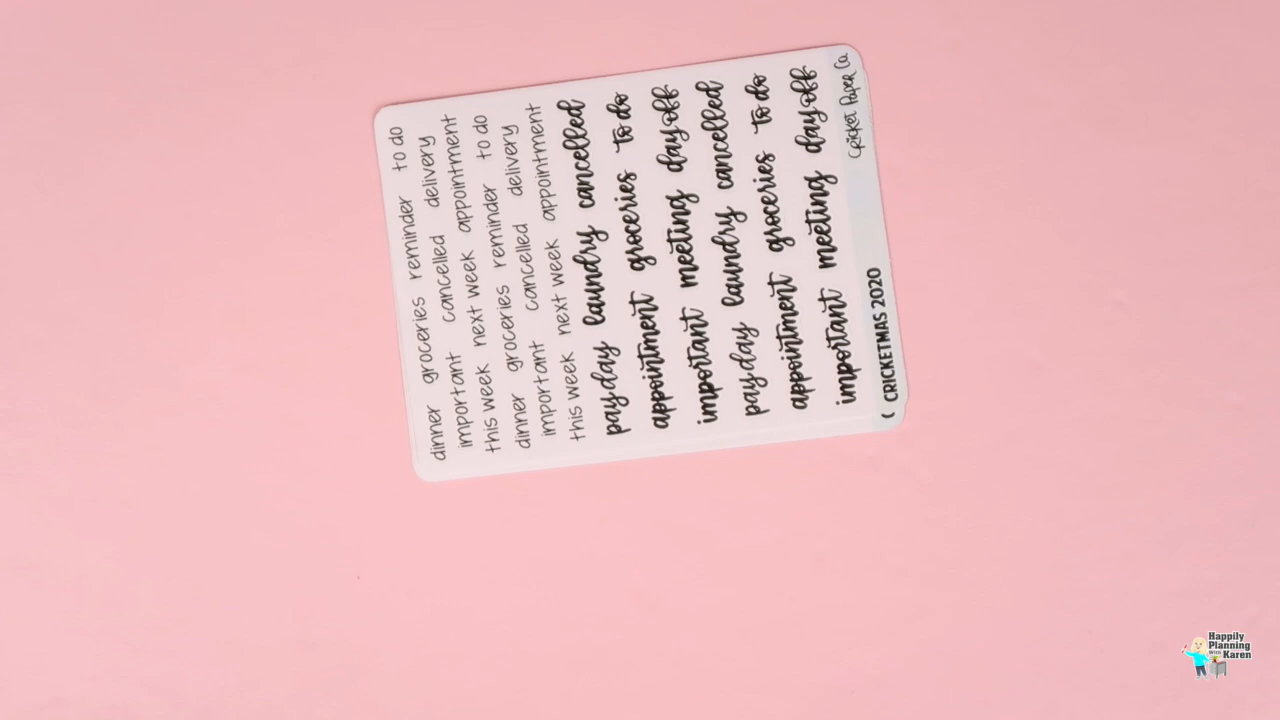 dinner groceries reminder to do
important cancelled delivery
this week next week appointment
dinner groceries reminder to do
important cancelled delivery
this week next week appointment
payday laundry cancelled
appointment groceries to do
important meeting day off
payday laundry cancelled
appointment groceries to do
important meeting day off
( CRICKETMAS 2020 Cricket Paper Co
Happily
Planning
With
Karen